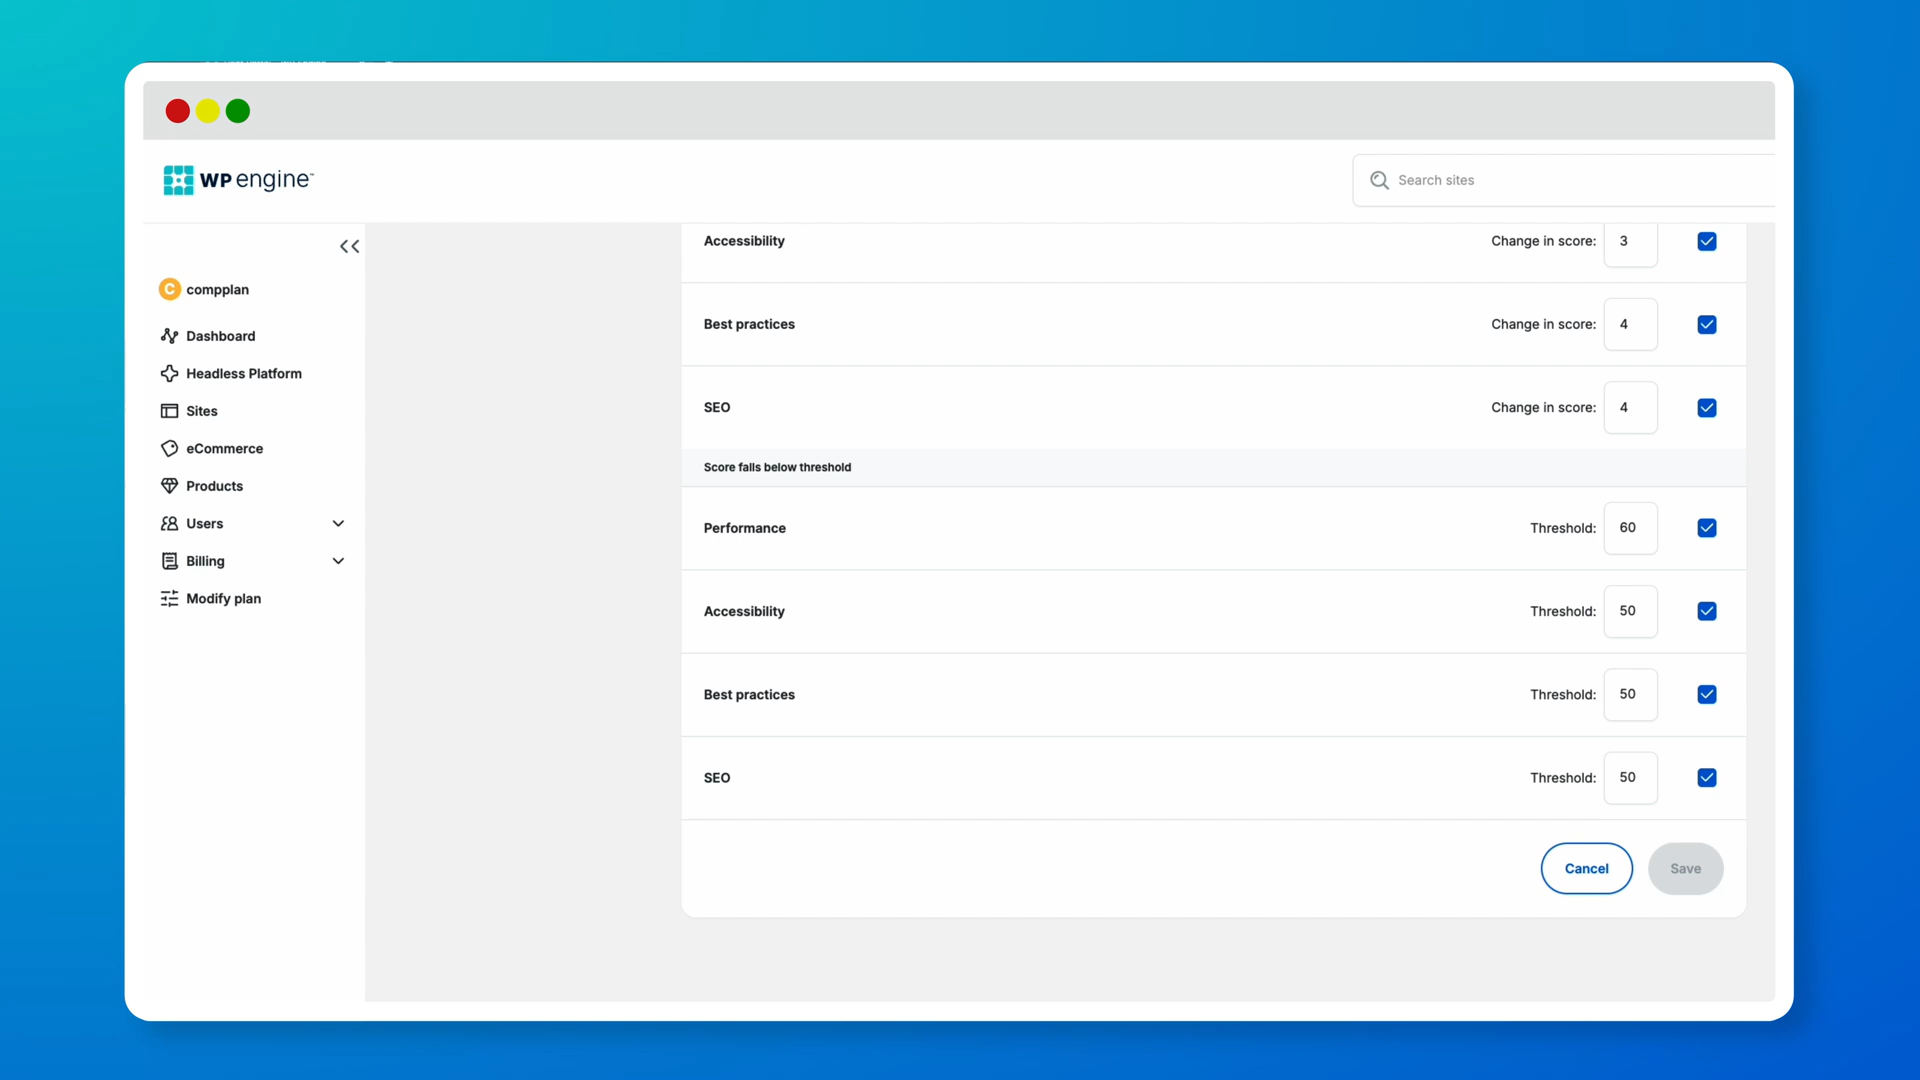 WP engine™
Search sites
C compplan
Dashboard
Headless Platform
Sites
eCommerce
Products
Users
Billing
Modify plan
Accessibility Change in score: 3
Best practices Change in score: 4
SEO Change in score: 4
Score falls below threshold
Performance Threshold: 60
Accessibility Threshold: 50
Best practices Threshold: 50
SEO Threshold: 50
Cancel Save